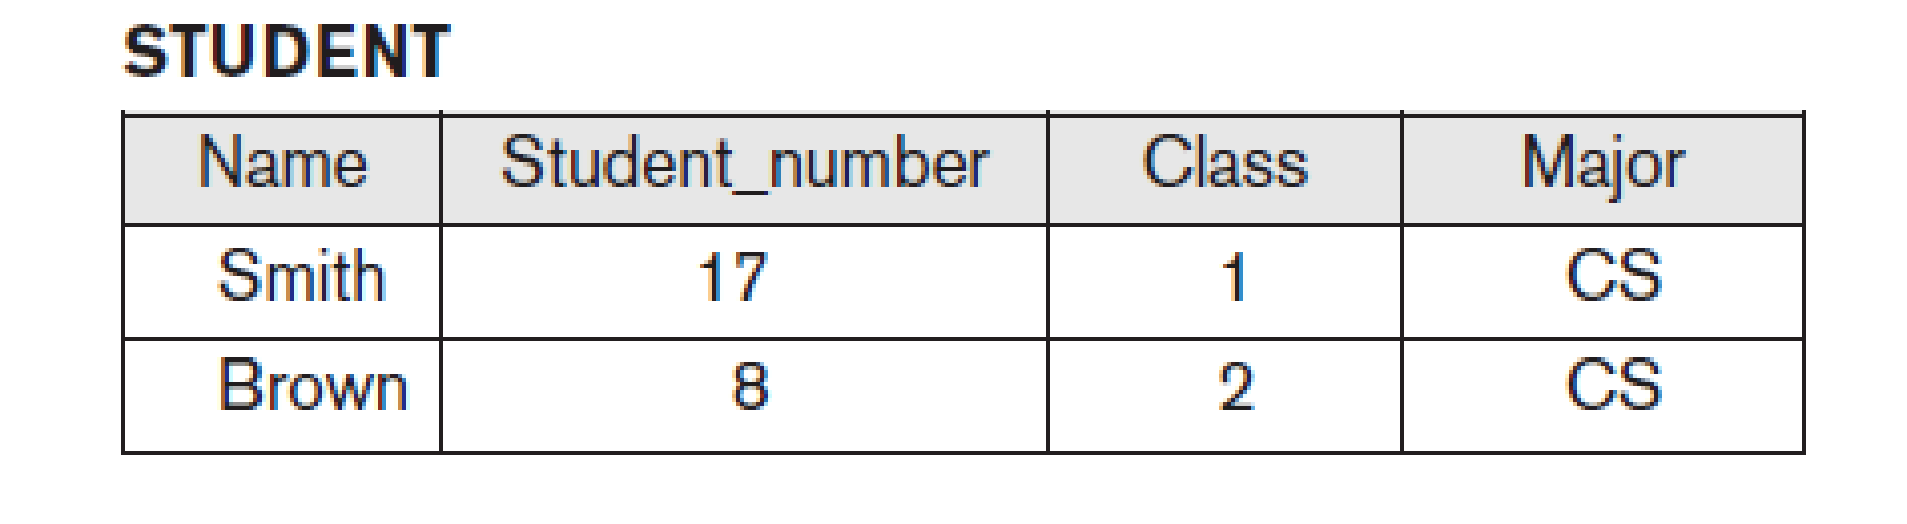 STUDENT
Name Student_number Class Major
Smith 17 1 CS
Brown 8 2 CS